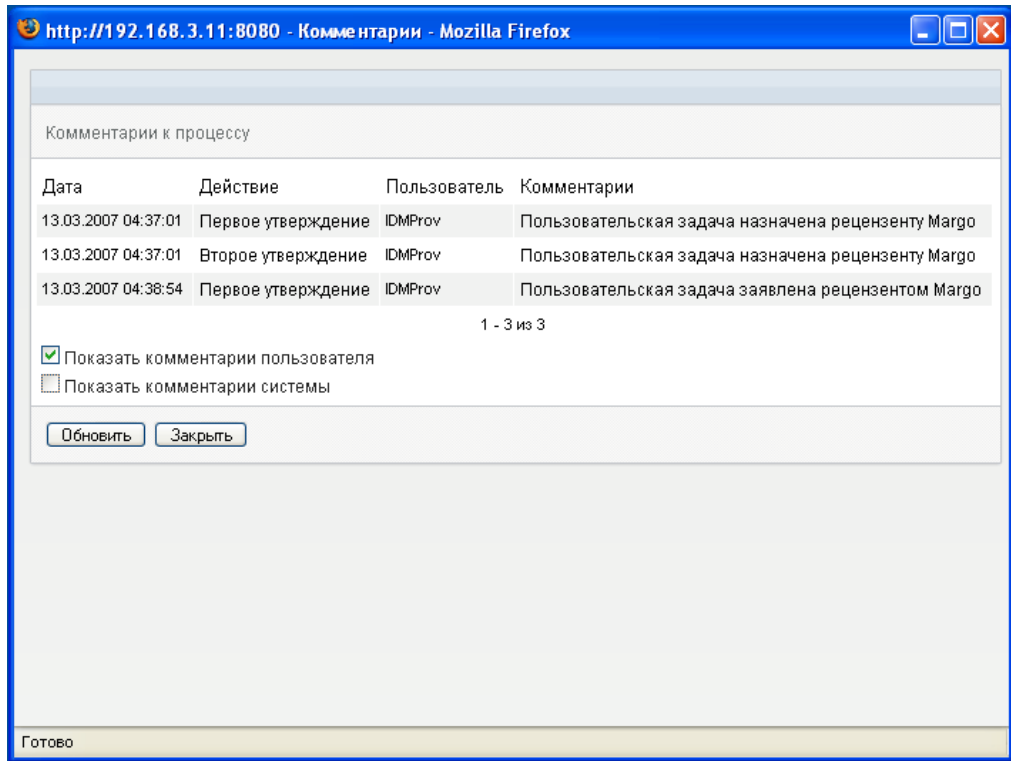 http://192.168.3.11:8080 - Комментарии - Mozilla Firefox
Комментарии к процессу
Дата Действие Пользователь Комментарии
13.03.2007 04:37:01 Первое утверждение IDMProv Пользовательская задача назначена рецензенту Margo
13.03.2007 04:37:01 Второе утверждение IDMProv Пользовательская задача назначена рецензенту Margo
13.03.2007 04:38:54 Первое утверждение IDMProv Пользовательская задача заявлена рецензентом Margo
1 - 3 из 3
Показать комментарии пользователя
Показать комментарии системы
Обновить Закрыть
Готово